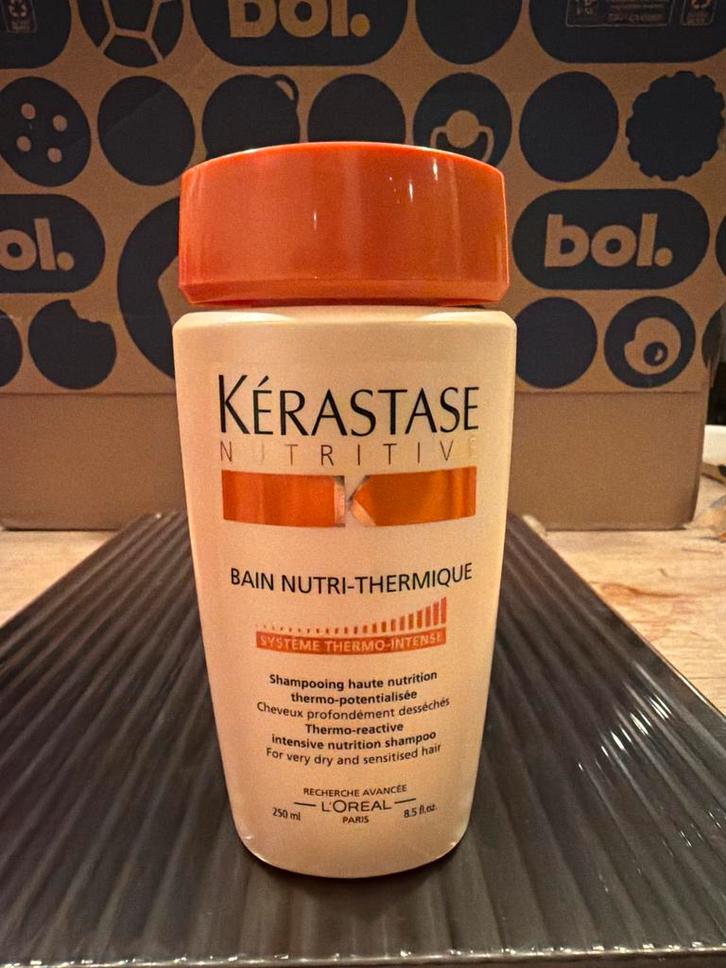 bol.
ol.
bol.
KÉRASTASE
NUTRITIVE
K
BAIN NUTRI-THERMIQUE
SYSTÈME THERMO-INTENSE
Shampooing haute nutrition
thermo-potentialisée
Cheveux profondément desséchés
Thermo-reactive
intensive nutrition shampoo
For very dry and sensitised hair
RECHERCHE AVANCÉE
L'ORÉAL
250 ml PARIS 8.5 fl.oz.